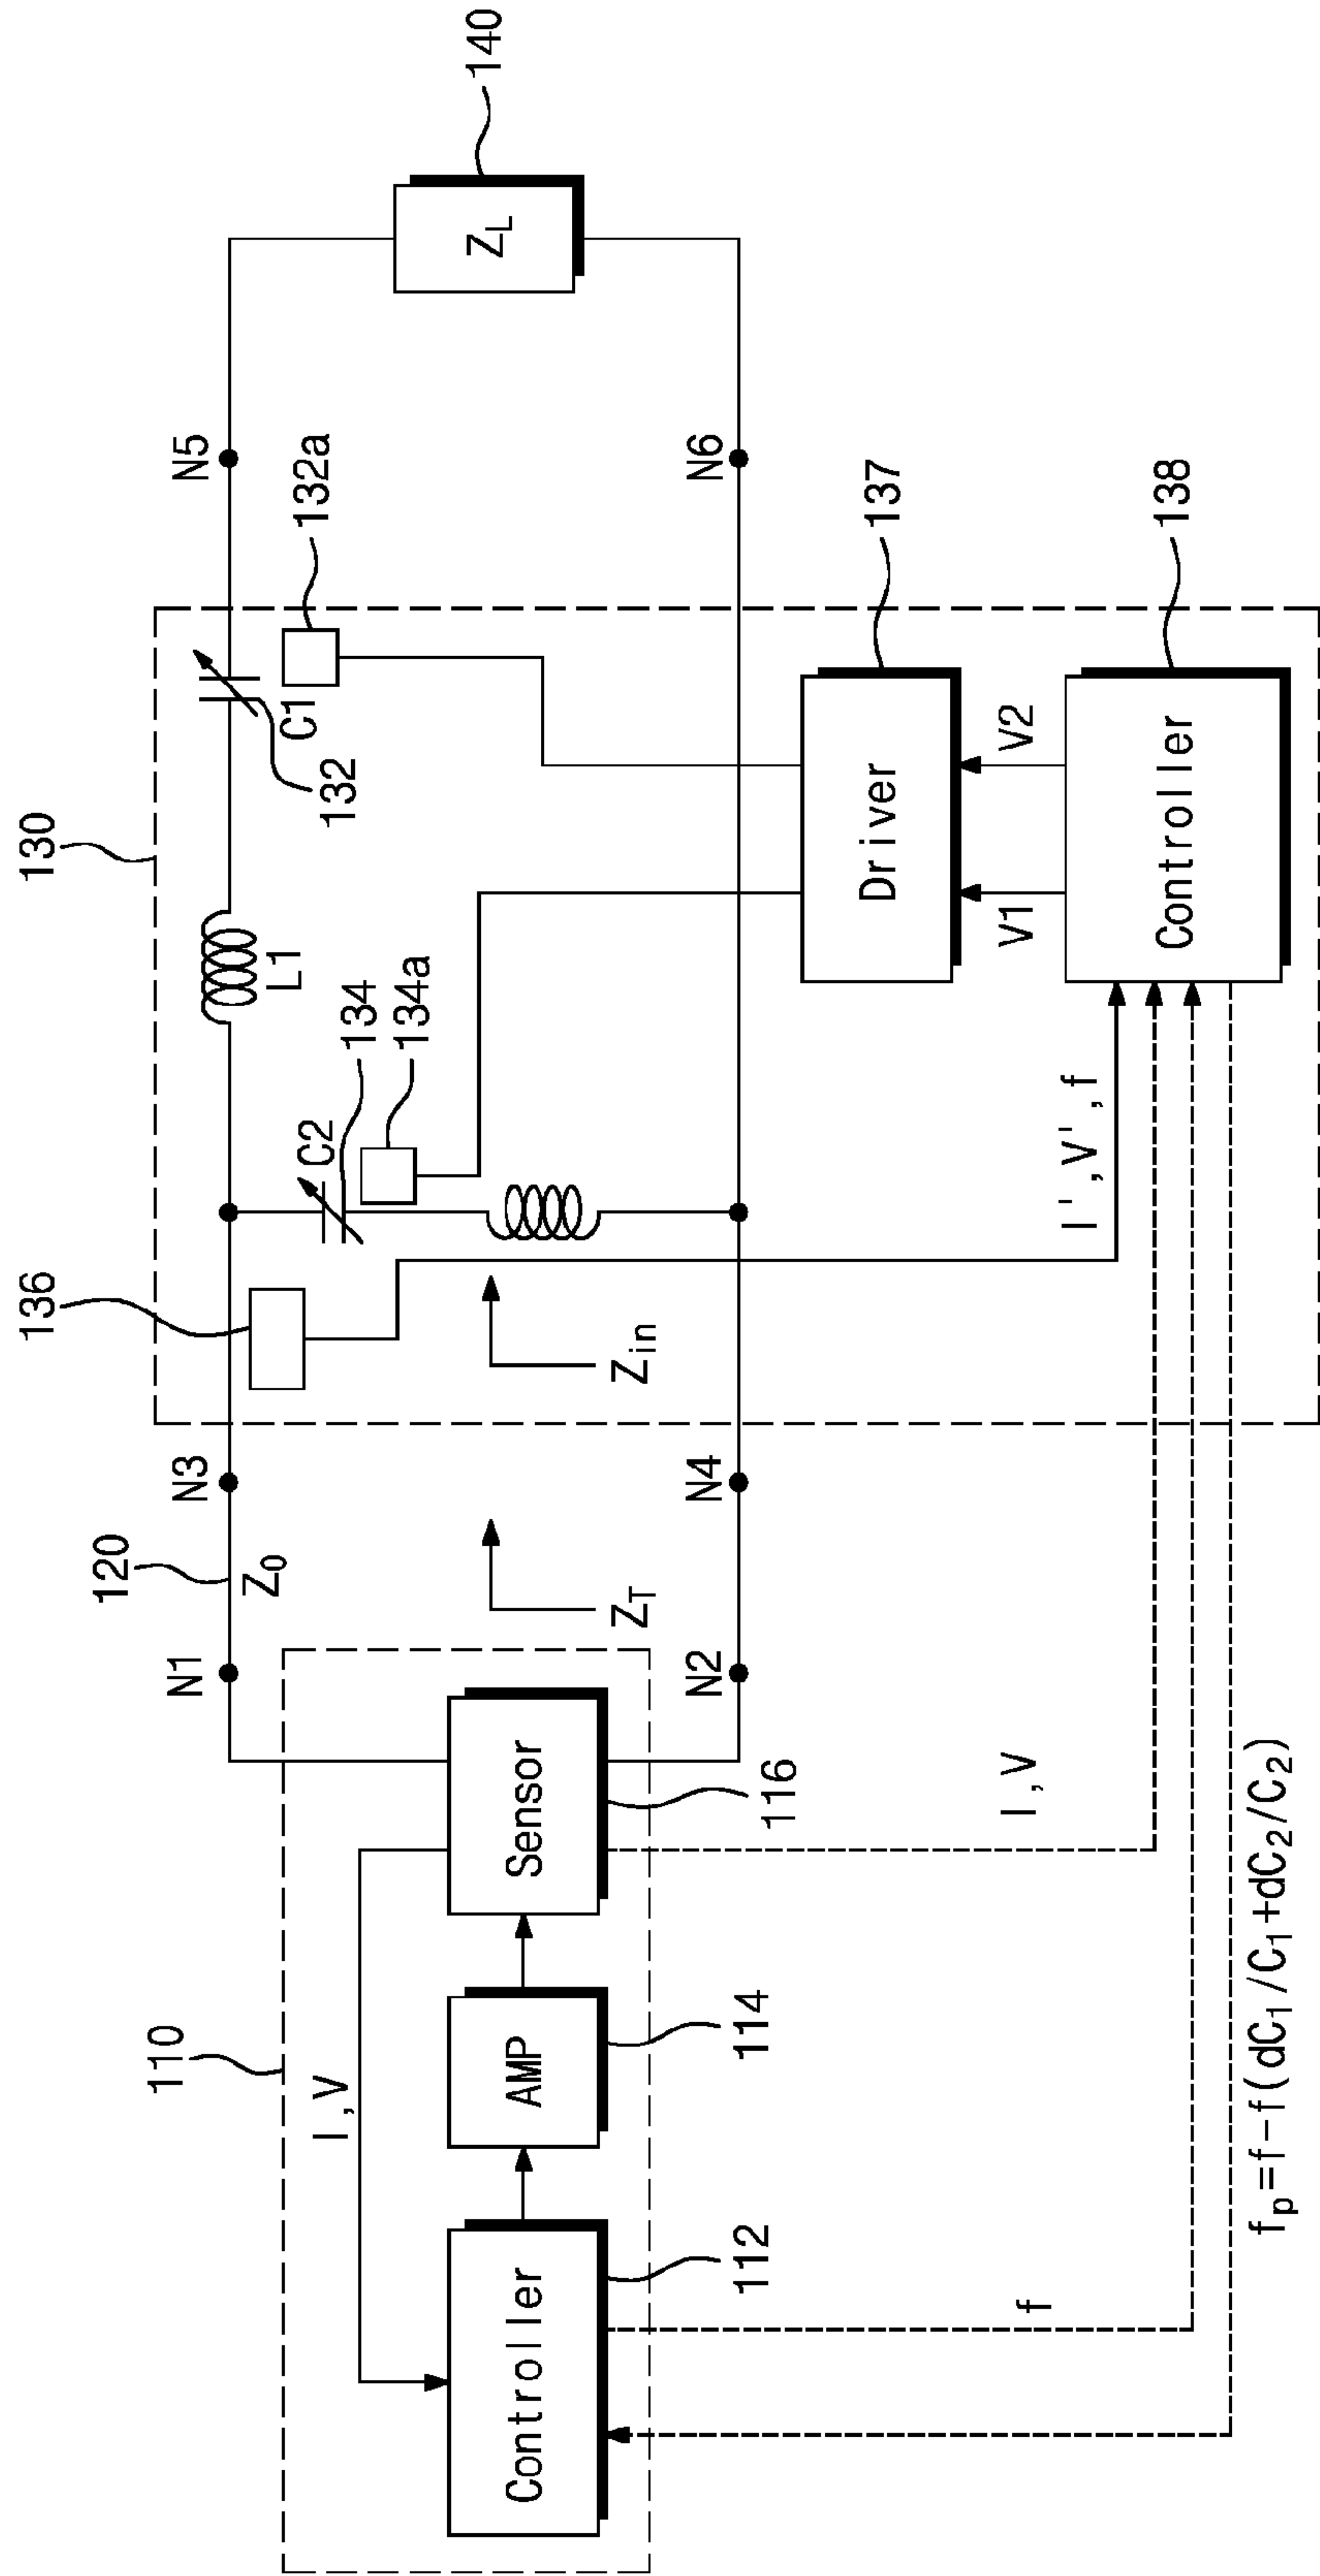 130
136
N1
120
Z0
N3
N5
140
110
I,V
C2
134
134a
L1
132
C1
132a
Controller
AMP
Sensor
ZT
Zin
ZL
112
114
116
N2
N4
N6
Driver
137
I',V',f
V1
V2
Controller
138
f
I,V
fp=f-f(dC1/C1+dC2/C2)